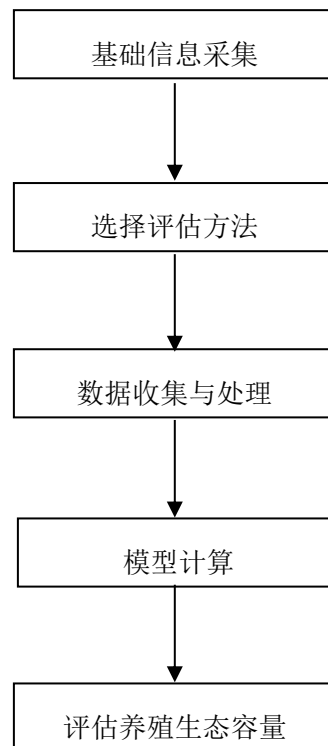 基础信息采集
选择评估方法
数据收集与处理
模型计算
评估养殖生态容量